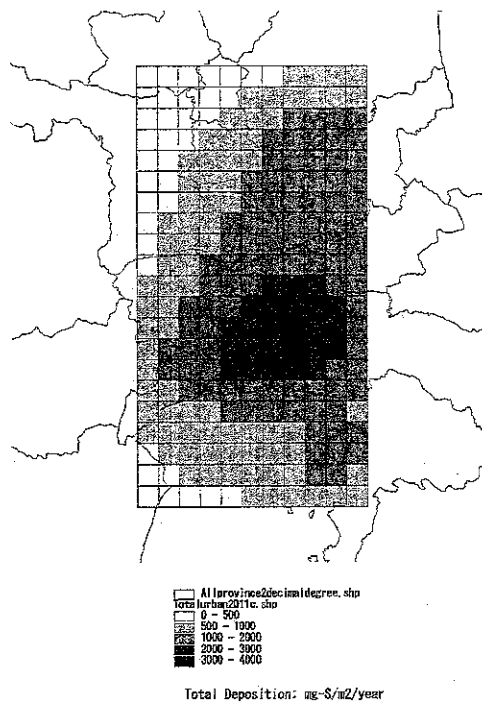 Allprovince2decimaldegree.shp
Totalurban2011c.shp
0 - 500
500 - 1000
1000 - 2000
2000 - 3000
3000 - 4000
Total Deposition: mg-S/m2/year